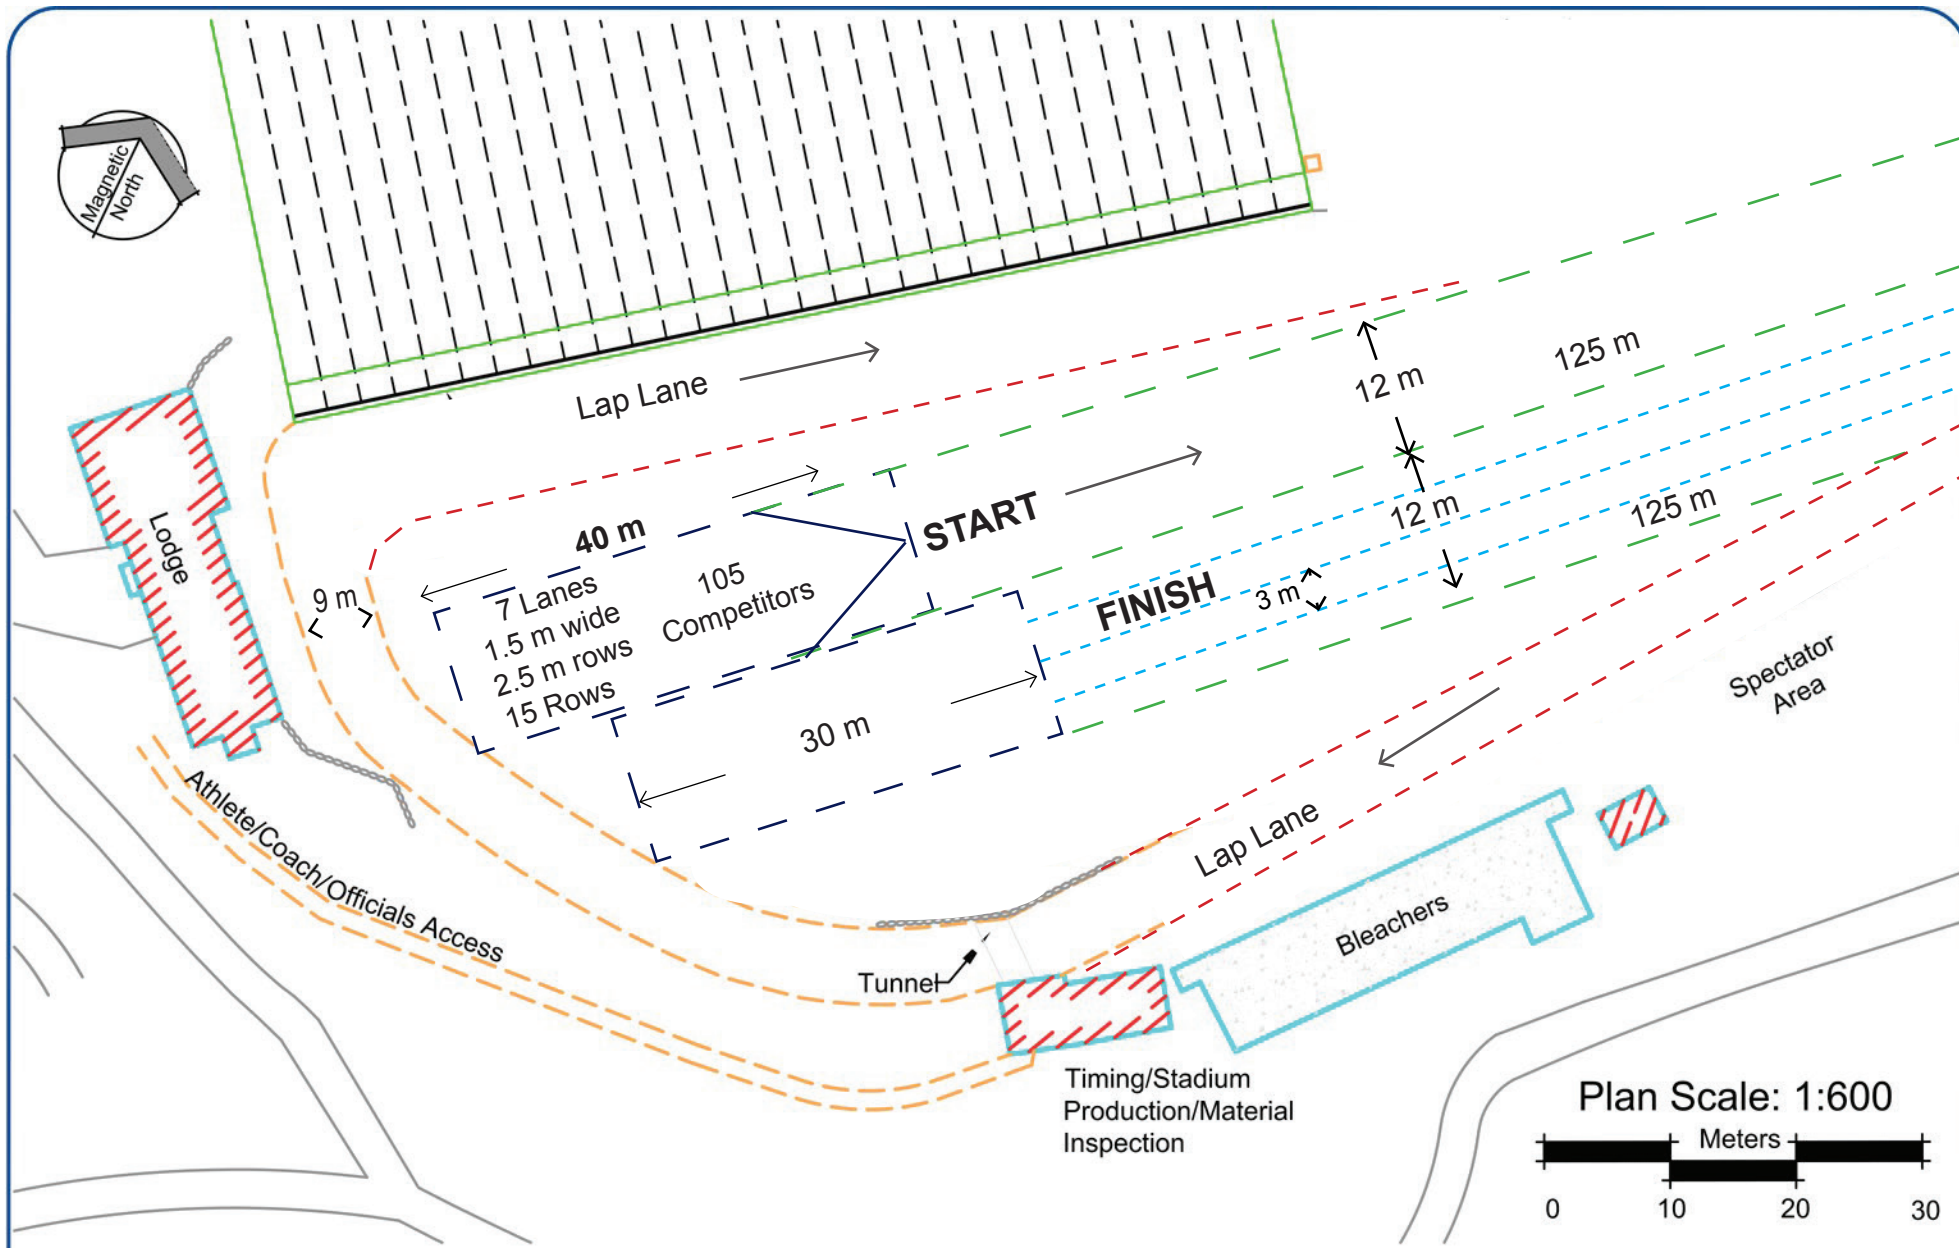 Magnetic
North
Lap Lane
125 m
12 m
40 m
START
12 m
125 m
Lodge
9 m
7 Lanes
1.5 m wide
2.5 m rows
15 Rows
105
Competitors
FINISH
3 m
30 m
Spectator
Area
Athlete/Coach/Officials Access
Lap Lane
Bleachers
Tunnel
Timing/Stadium
Production/Material
Inspection
Plan Scale: 1:600
Meters
0 10 20 30